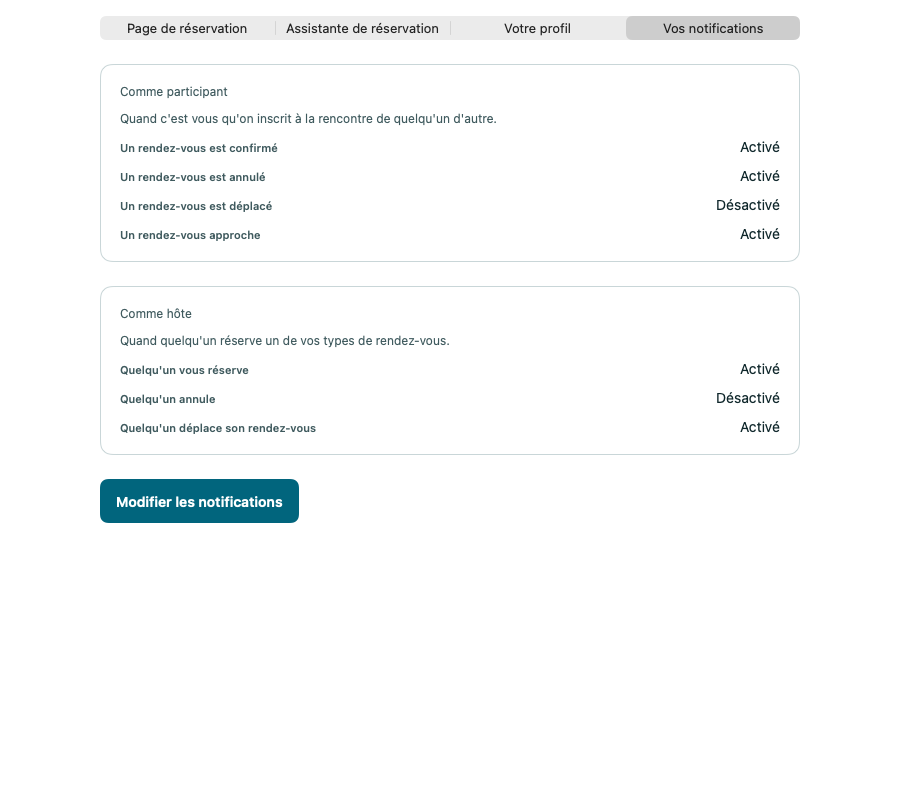 Page de réservation
Assistante de réservation
Votre profil
Vos notifications
Comme participant
Quand c'est vous qu'on inscrit à la rencontre de quelqu'un d'autre.
Un rendez-vous est confirmé Activé
Un rendez-vous est annulé Activé
Un rendez-vous est déplacé Désactivé
Un rendez-vous approche Activé
Comme hôte
Quand quelqu'un réserve un de vos types de rendez-vous.
Quelqu'un vous réserve Activé
Quelqu'un annule Désactivé
Quelqu'un déplace son rendez-vous Activé
Modifier les notifications